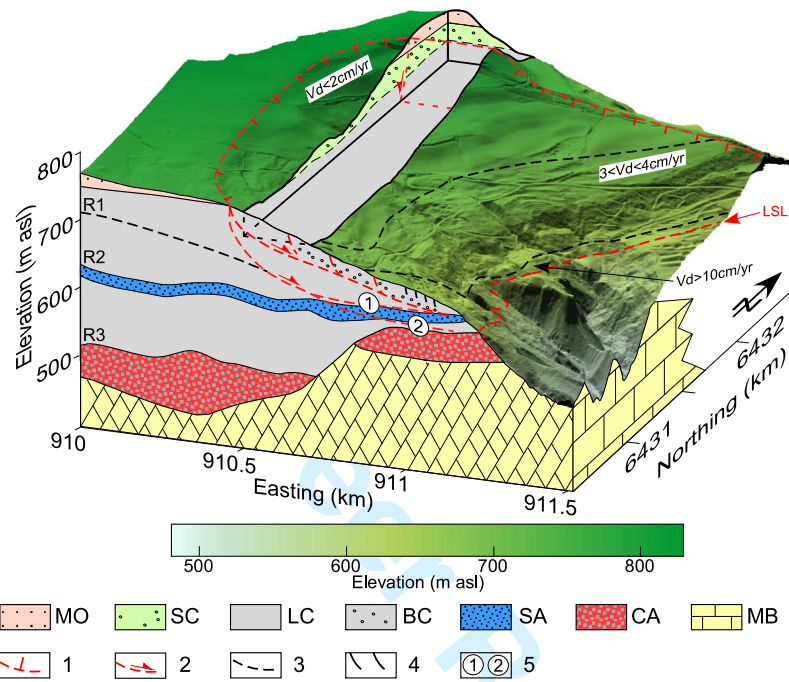 Vd<2cm/yr
3<Vd<4cm/yr
LSL
Vd>10cm/yr
Elevation (m asl)
800
700
600
500
R1
R2
R3
1
2
N
910
910.5
911
911.5
Easting (km)
6431
6432
Northing (km)
500 600 700 800
Elevation (m asl)
MO SC LC BC SA CA MB
1 2 3 4 1 2 5